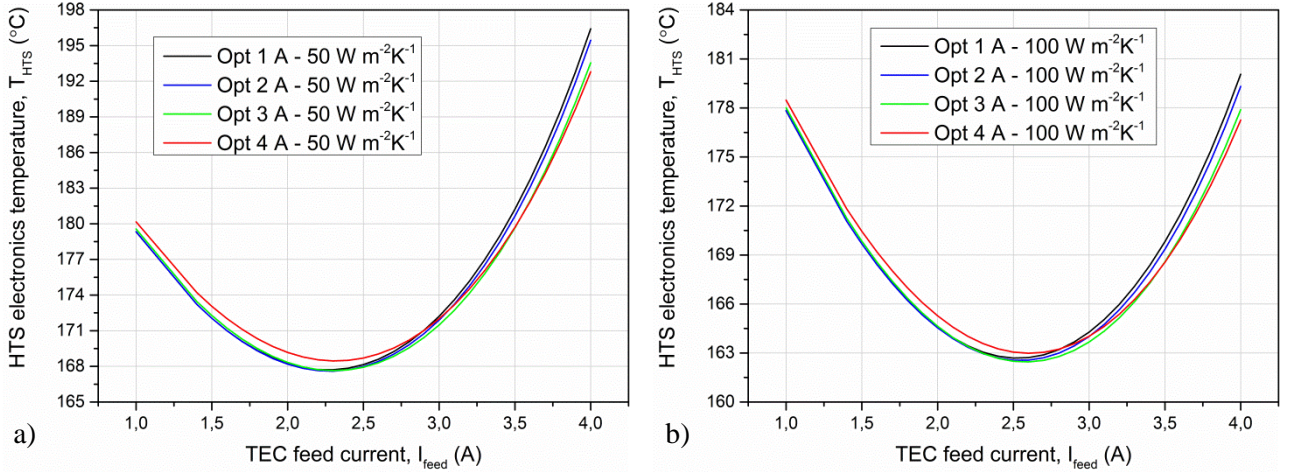 HTS electronics temperature, T_HTS (°C)
198
195
192
189
186
183
180
177
174
171
168
165
Opt 1 A - 50 W m⁻²K⁻¹
Opt 2 A - 50 W m⁻²K⁻¹
Opt 3 A - 50 W m⁻²K⁻¹
Opt 4 A - 50 W m⁻²K⁻¹
1,0 1,5 2,0 2,5 3,0 3,5 4,0
TEC feed current, I_feed (A)
a)
HTS electronics temperature, T_HTS (°C)
184
181
178
175
172
169
166
163
160
Opt 1 A - 100 W m⁻²K⁻¹
Opt 2 A - 100 W m⁻²K⁻¹
Opt 3 A - 100 W m⁻²K⁻¹
Opt 4 A - 100 W m⁻²K⁻¹
1,0 1,5 2,0 2,5 3,0 3,5 4,0
TEC feed current, I_feed (A)
b)